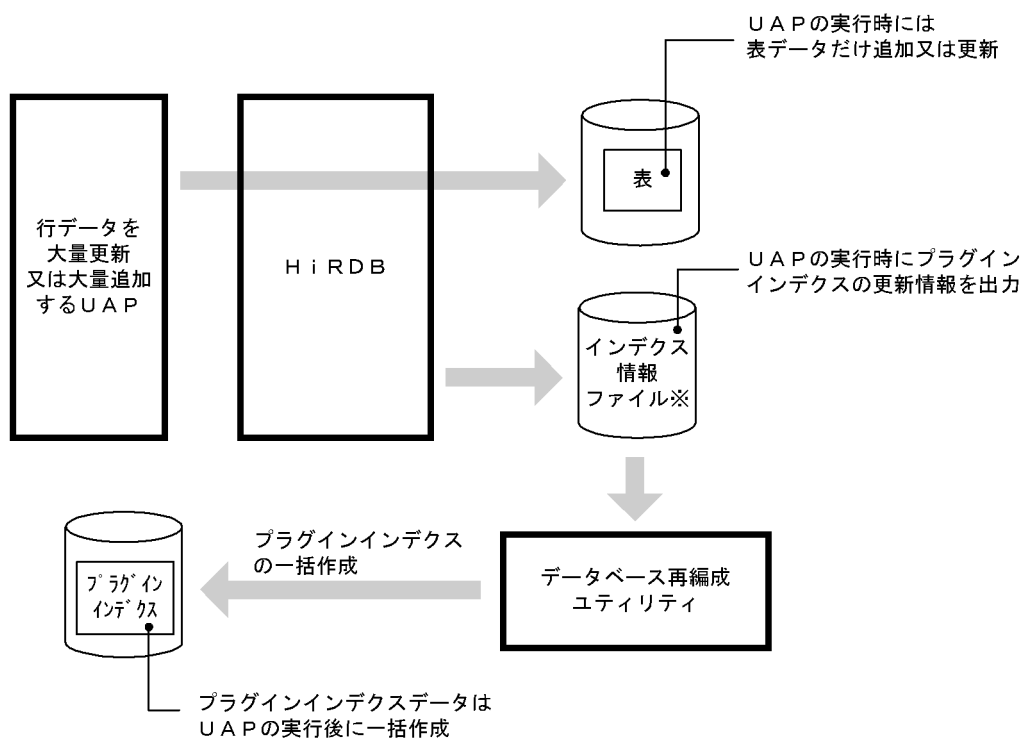 ＵＡＰの実行時には
表データだけ追加又は更新
表
行データを
大量更新
又は大量追加
するＵＡＰ
ＨｉＲＤＢ
ＵＡＰの実行時にプラグイン
インデクスの更新情報を出力
インデクス
情報
ファイル※
プラグインインデクス
の一括作成
データベース再編成
ユティリティ
ﾌﾟﾗｸﾞｲﾝ
ｲﾝﾃﾞｸｽ
プラグインインデクスデータは
ＵＡＰの実行後に一括作成